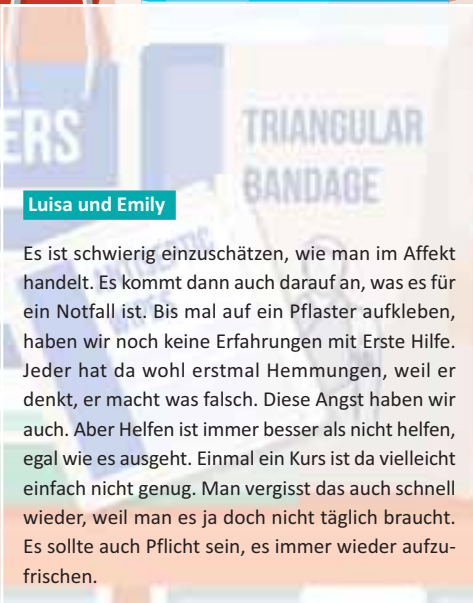 ERS
TRIANGULAR
BANDAGE
Luisa und Emily
Es ist schwierig einzuschätzen, wie man im Affekt
handelt. Es kommt dann auch darauf an, was es für
ein Notfall ist. Bis mal auf ein Pflaster aufkleben,
haben wir noch keine Erfahrungen mit Erste Hilfe.
Jeder hat da wohl erstmal Hemmungen, weil er
denkt, er macht was falsch. Diese Angst haben wir
auch. Aber Helfen ist immer besser als nicht helfen,
egal wie es ausgeht. Einmal ein Kurs ist da vielleicht
einfach nicht genug. Man vergisst das auch schnell
wieder, weil man es ja doch nicht täglich braucht.
Es sollte auch Pflicht sein, es immer wieder aufzu-
frischen.